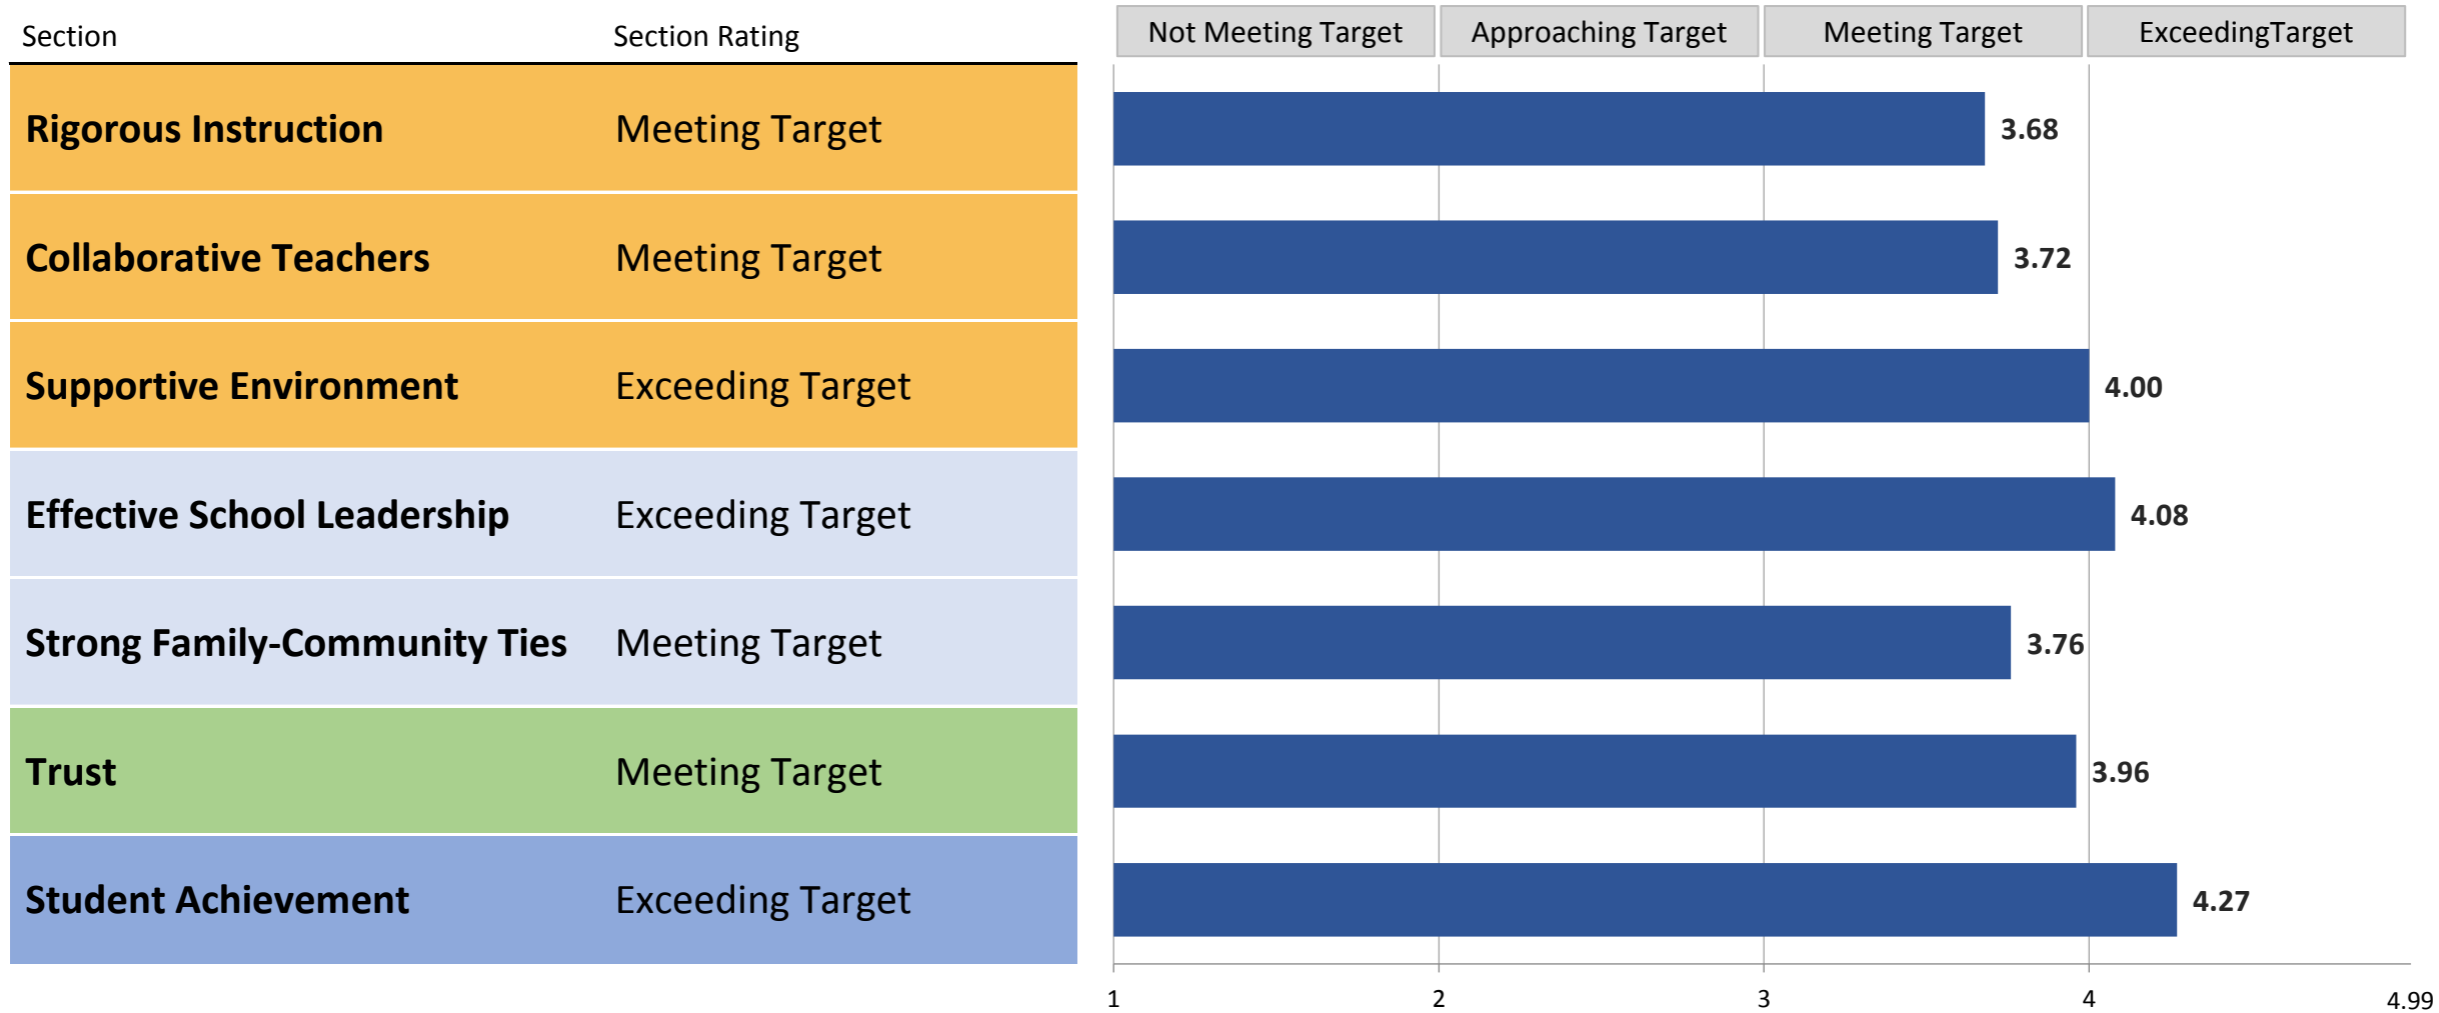 Section Section Rating Not Meeting Target Approaching Target Meeting Target ExceedingTarget
Rigorous Instruction Meeting Target 3.68
Collaborative Teachers Meeting Target 3.72
Supportive Environment Exceeding Target 4.00
Effective School Leadership Exceeding Target 4.08
Strong Family-Community Ties Meeting Target 3.76
Trust Meeting Target 3.96
Student Achievement Exceeding Target 4.27
1 2 3 4 4.99